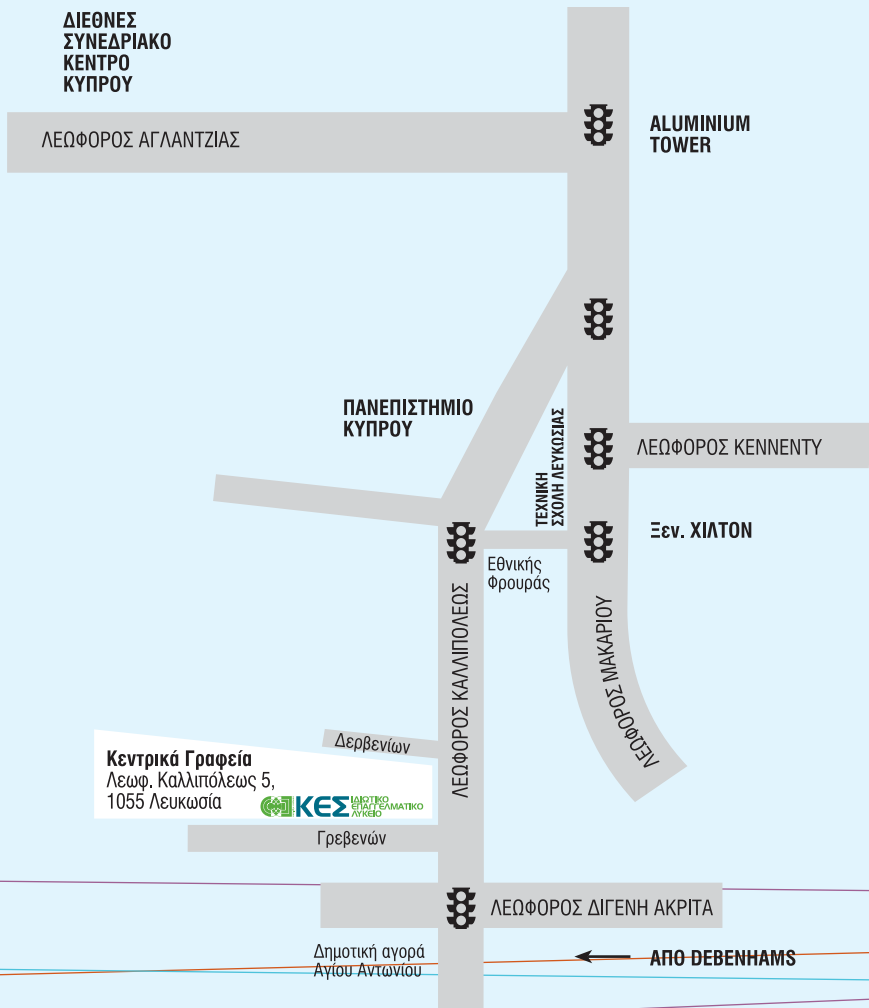 ΔΙΕΘΝΕΣ
ΣΥΝΕΔΡΙΑΚΟ
ΚΕΝΤΡΟ
ΚΥΠΡΟΥ
ΛΕΩΦΟΡΟΣ ΑΓΛΑΝΤΖΙΑΣ
ALUMINIUM
TOWER
ΠΑΝΕΠΙΣΤΗΜΙΟ
ΚΥΠΡΟΥ
ΤΕΧΝΙΚΗ
ΣΧΟΛΗ ΛΕΥΚΩΣΙΑΣ
ΛΕΩΦΟΡΟΣ ΚΕΝΝΕΝΤΥ
Ξεν. ΧΙΛΤΟΝ
Εθνικής
Φρουράς
ΛΕΩΦΟΡΟΣ ΚΑΛΛΙΠΟΛΕΩΣ
ΛΕΩΦΟΡΟΣ ΜΑΚΑΡΙΟΥ
Δερβενίων
Κεντρικά Γραφεία
Λεωφ. Καλλιπόλεως 5,
1055 Λευκωσία
ΚΕΣ
ΙΔΙΩΤΙΚΟ
ΕΠΑΓΓΕΛΜΑΤΙΚΟ
ΛΥΚΕΙΟ
Γρεβενών
ΛΕΩΦΟΡΟΣ ΔΙΓΕΝΗ ΑΚΡΙΤΑ
Δημοτική αγορά
Αγίου Αντωνίου
ΑΠΟ DEBENHAMS